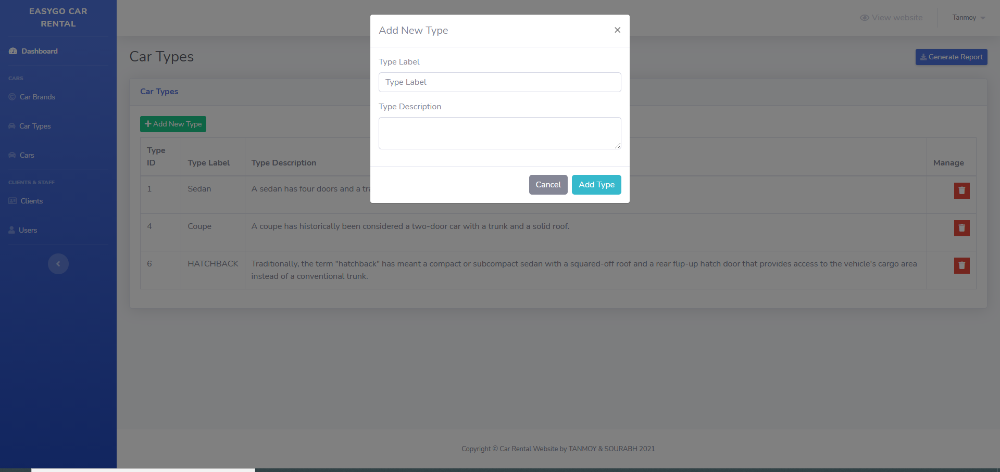 EASYGO CAR
RENTAL
Dashboard
CARS
Car Brands
Car Types
Cars
CLIENTS & STAFF
Clients
Users
View website
Tanmoy
Car Types
Generate Report
Car Types
Add New Type
Type
ID
Type Label
Type Description
Manage
1
Sedan
A sedan has four doors and a
4
Coupe
A coupe has historically been considered a two-door car with a trunk and a solid roof.
6
HATCHBACK
Traditionally, the term "hatchback" has meant a compact or subcompact sedan with a squared-off roof and a rear flip-up hatch door that provides access to the vehicle's cargo area
instead of a conventional trunk.
Add New Type
×
Type Label
Type Label
Type Description
Cancel
Add Type
Copyright © Car Rental Website by TANMOY & SOURABH 2021